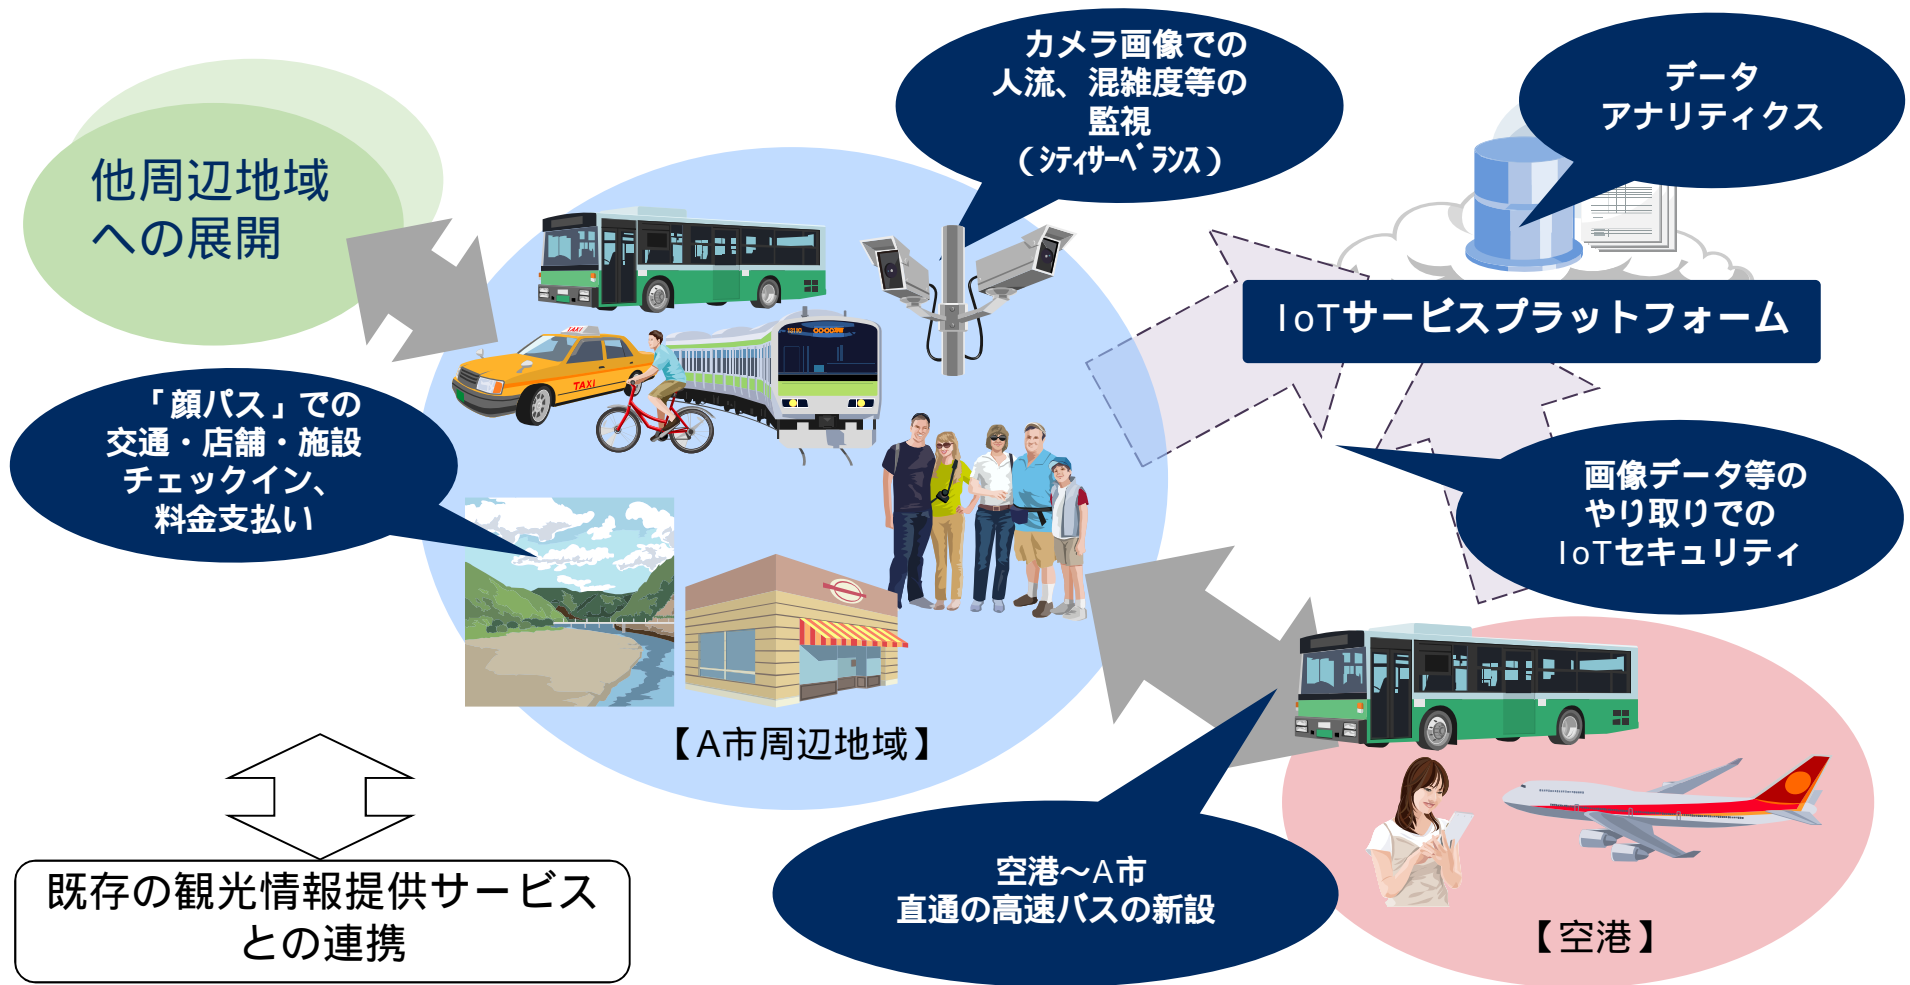 カメラ画像での
人流、混雑度等の
監視
（ｼﾃｨｻｰﾍﾞﾗﾝｽ）
データ
アナリティクス
他周辺地域
への展開
IoTサービスプラットフォーム
「顔パス」での
交通・店舗・施設
チェックイン、
料金支払い
TAXI
TAXI
画像データ等の
やり取りでの
IoTセキュリティ
【A市周辺地域】
空港～A市
直通の高速バスの新設
既存の観光情報提供サービス
との連携
【空港】